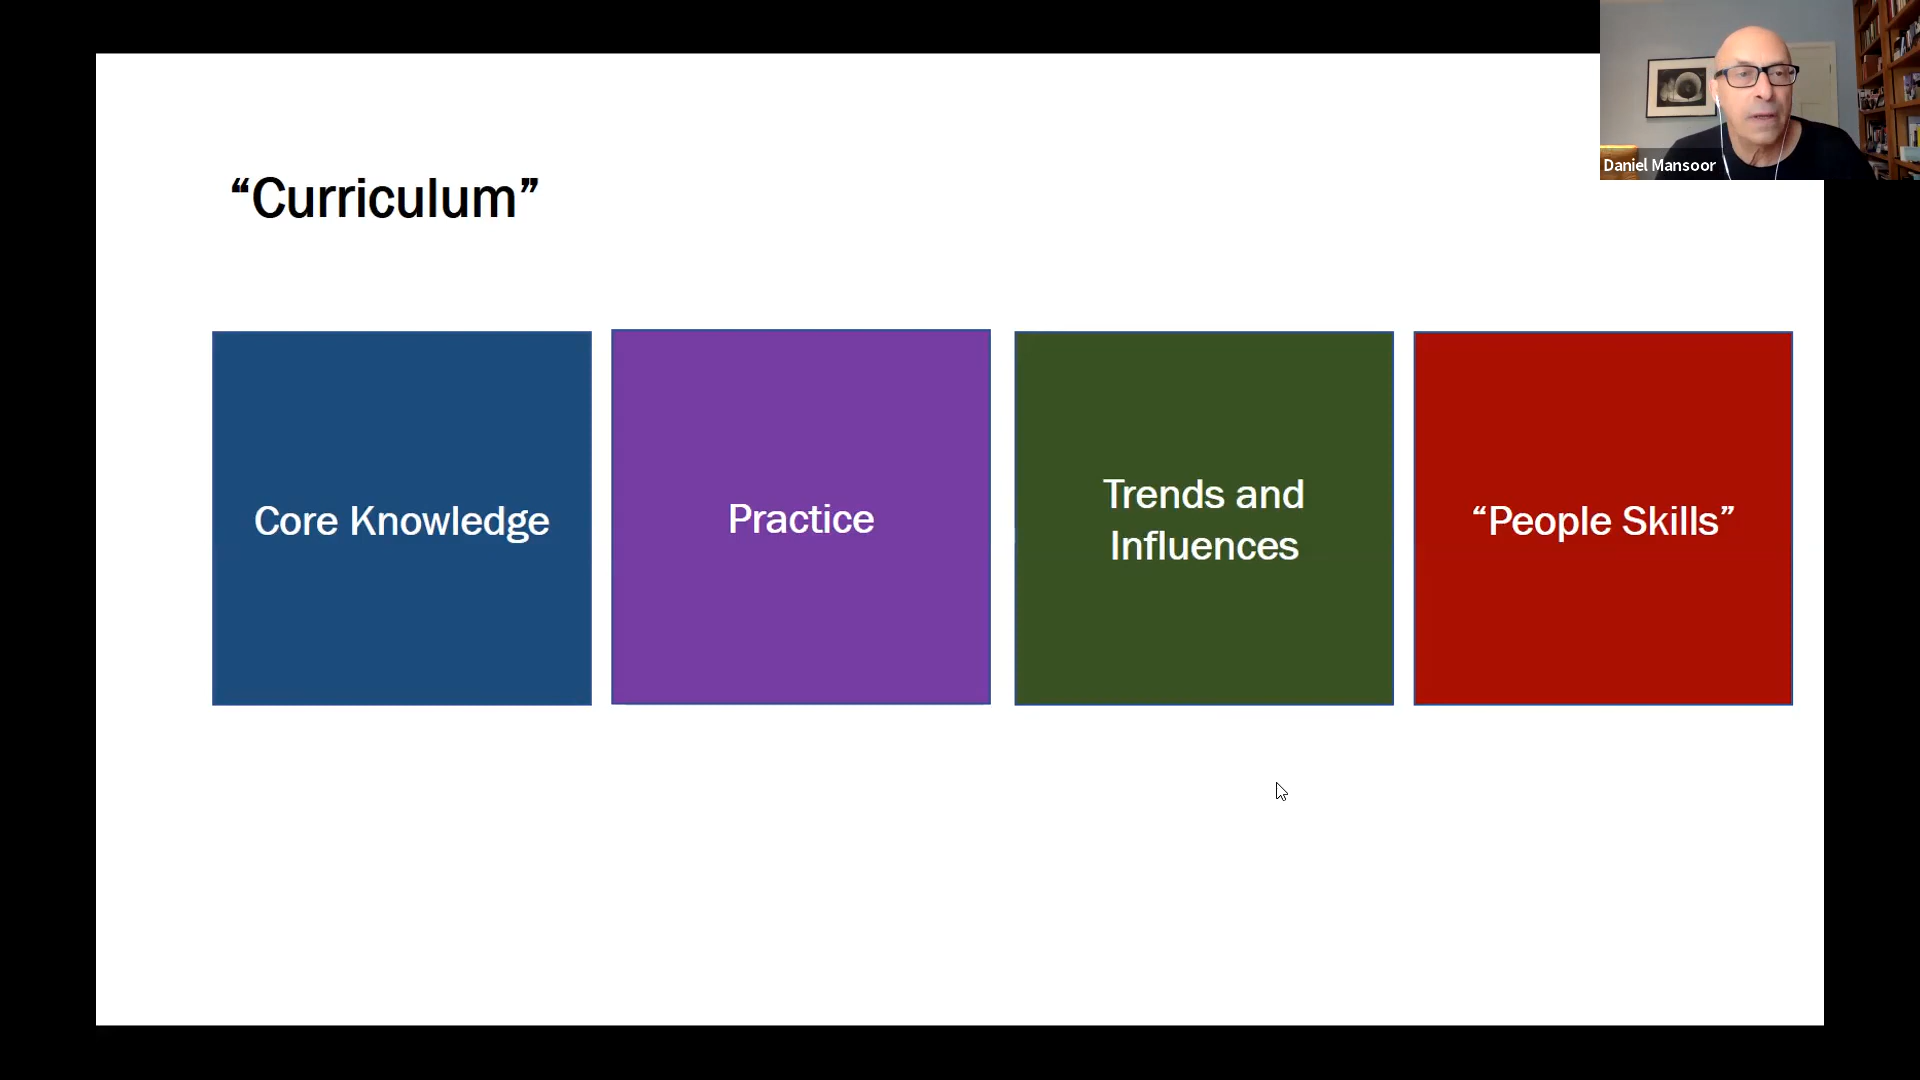 “Curriculum”
Daniel Mansoor
Core Knowledge
Practice
Trends and
Influences
“People Skills”